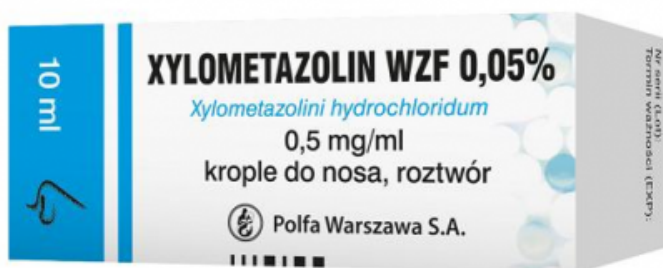 10 ml
XYLOMETAZOLIN WZF 0,05%
Xylometazolini hydrochloridum
0,5 mg/ml
krople do nosa, roztwór
Polfa Warszawa S.A.
Nr serii (Lot):
Termin ważności (EXP):